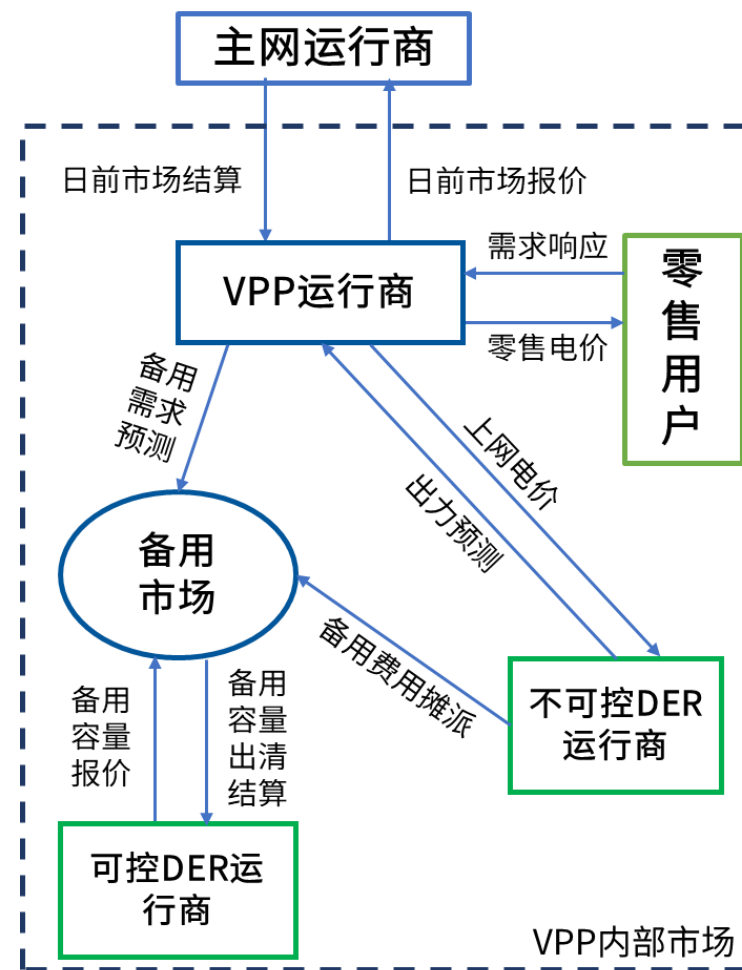 主网运行商
日前市场结算
日前市场报价
VPP运行商
需求响应
零售电价
零
售
用
户
备用
需求
预测
上网电价
出力预测
备用
市场
备用费用摊派
不可控DER
运行商
备用
容量
报价
备用
容量
出清
结算
可控DER运
行商
VPP内部市场